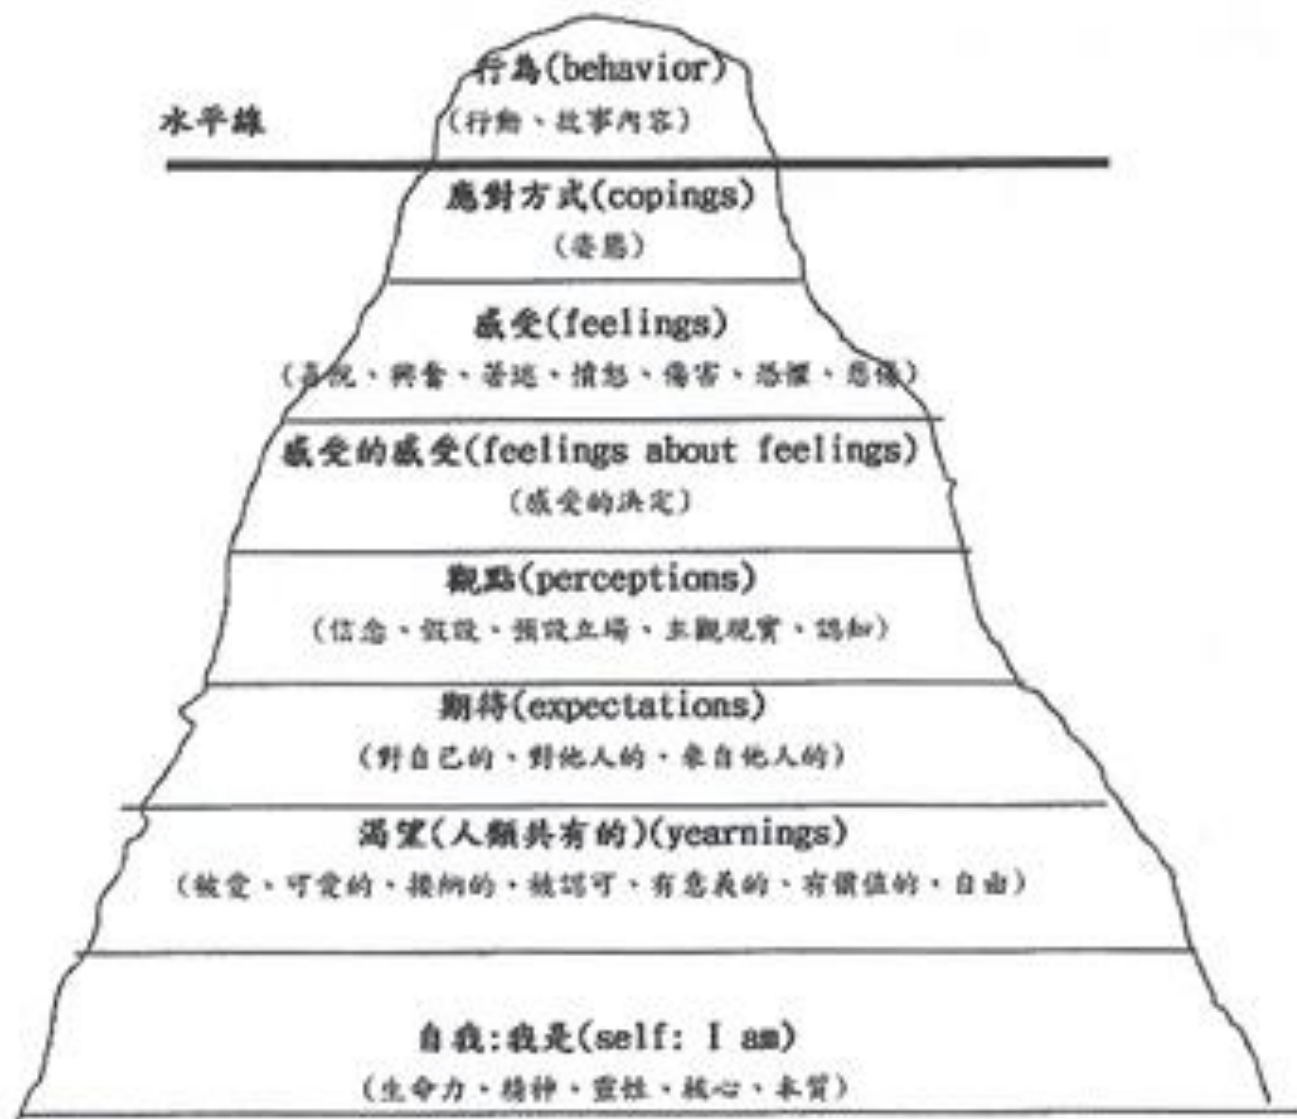 行為(behavior)
水平線
(行動、故事內容)
應對方式(copings)
(姿態)
感受(feelings)
(喜悅、興奮、著迷、憤怒、傷害、恐懼、悲傷)
感受的感受(feelings about feelings)
(感受的決定)
觀點(perceptions)
(信念、假設、預設立場、主觀現實、認知)
期待(expectations)
(對自己的、對他人的、來自他人的)
渴望(人類共有的)(yearnings)
(被愛、可愛的、接納的、被認可、有意義的、有價值的、自由)
自我:我是(self: I am)
(生命力、精神、靈性、核心、本質)